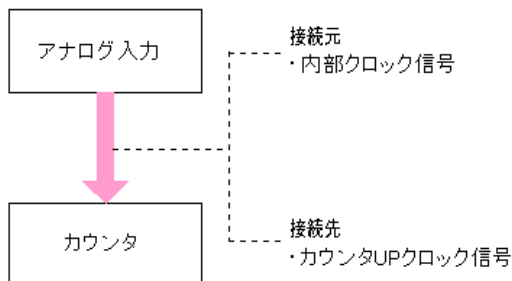 アナログ入力
接続元
・内部クロック信号
カウンタ
接続先
・カウンタUPクロック信号